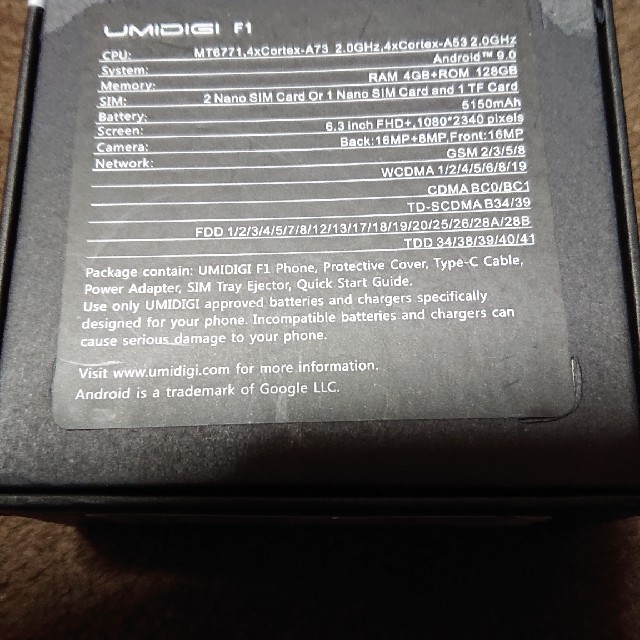 UMIDIGI F1
CPU: MT6771,4xCortex-A73 2.0GHz,4xCortex-A53 2.0GHz
System: Android™ 9.0
Memory: RAM 4GB+ROM 128GB
SIM: 2 Nano SIM Card Or 1 Nano SIM Card and 1 TF Card
Battery: 5150mAh
Screen: 6.3 Inch FHD+, 1080*2340 pixels
Camera: Back:16MP+8MP,Front:16MP
Network: GSM 2/3/5/8
WCDMA 1/2/4/5/6/8/19
CDMA BC0/BC1
TD-SCDMA B34/39
FDD 1/2/3/4/5/7/8/12/13/17/18/19/20/25/26/28A/28B
TDD 34/38/39/40/41
Package contain: UMIDIGI F1 Phone, Protective Cover, Type-C Cable,
Power Adapter, SIM Tray Ejector, Quick Start Guide.
Use only UMIDIGI approved batteries and chargers specifically
designed for your phone. Incompatible batteries and chargers can
cause serious damage to your phone.
Visit www.umidigi.com for more information.
Android is a trademark of Google LLC.